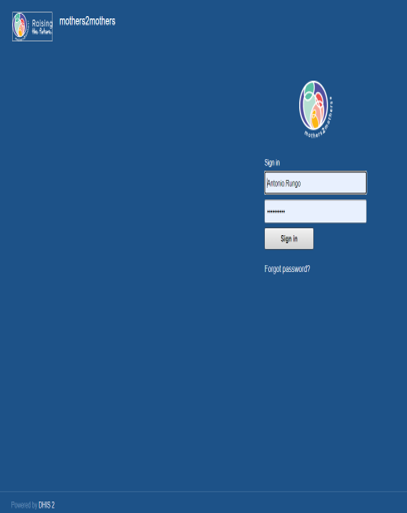 Raising
the future.
mothers2mothers
mothers2mothers
Sign in
Antonio.Rungo
Sign in
Forgot password?
Powered by DHIS 2